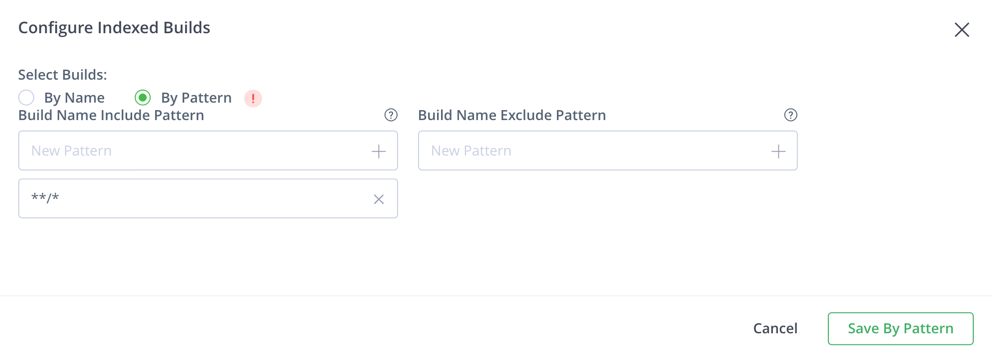 Configure Indexed Builds
Select Builds:
By Name By Pattern !
Build Name Include Pattern ? Build Name Exclude Pattern ?
New Pattern + New Pattern +
**/*
Cancel Save By Pattern